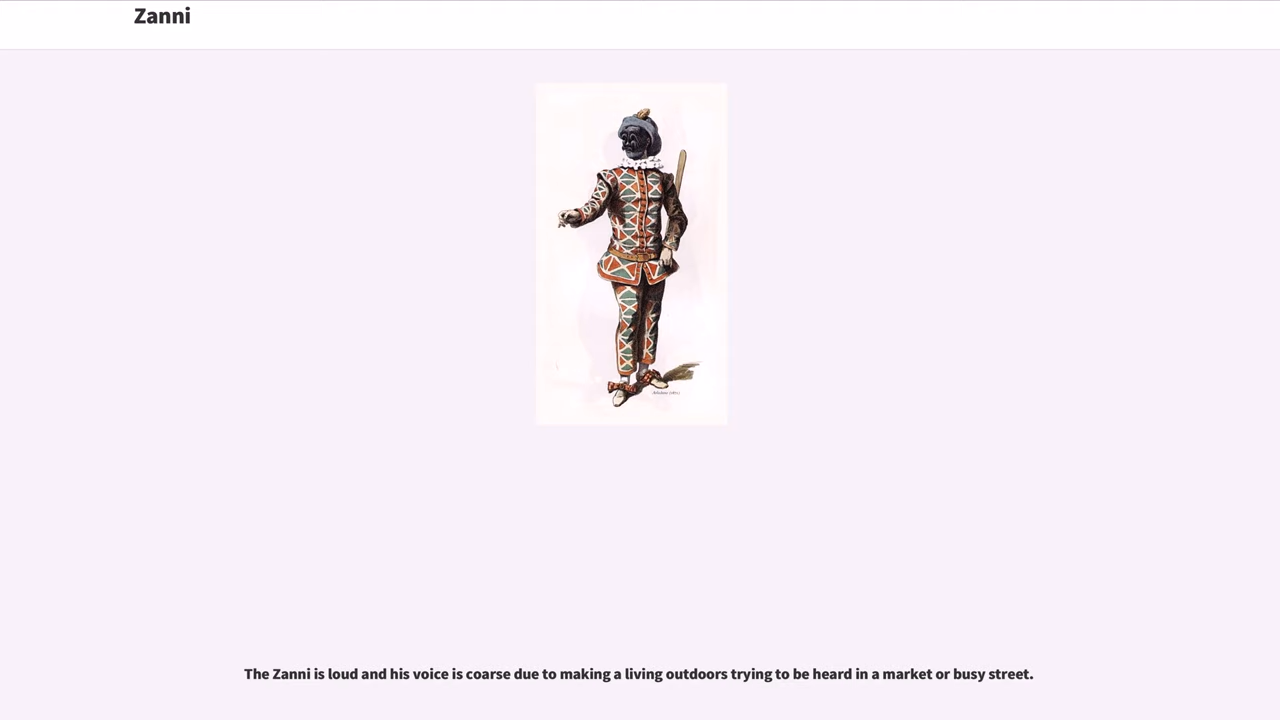 Zanni
The Zanni is loud and his voice is coarse due to making a living outdoors trying to be heard in a market or busy street.